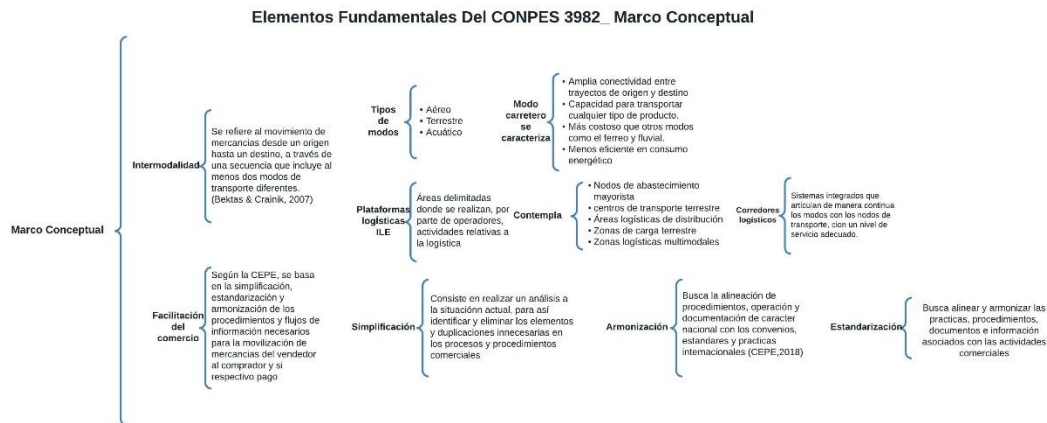 Elementos Fundamentales Del CONPES 3982_ Marco Conceptual
Marco Conceptual
Intermodalidad
Se refiere al movimiento de
mercancias desde un origen
hasta un destino, a través de
una secuencia que incluye al
menos dos modos de
transporte diferentes.
(Bektas & Crainik, 2007)
Tipos
de
modos
• Aéreo
• Terrestre
• Acuático
Modo
carretero
se
caracteriza
• Amplia conectividad entre
trayectos de origen y destino
• Capacidad para transportar
cualquier tipo de producto.
• Más costoso que otros modos
como el ferreo y fluvial.
• Menos eficiente en consumo
energético
Plataformas
logísticas
ILE
Áreas delimitadas
donde se realizan, por
parte de operadores,
actividades relativas a
la logística
Contempla
• Nodos de abastecimiento
mayorista
• centros de transporte terrestre
• Áreas logísticas de distribución
• Zonas de carga terrestre
• Zonas logísticas multimodales
Corredores
logísticos
Sistemas integrados que
articulan de manera continua
los modos con los nodos de
transporte, cion un nivel de
servicio adecuado.
Facilitación
del
comercio
Según la CEPE, se basa
en la simplificación,
estandarización y
armonización de los
procedimientos y flujos de
información necesarios
para la movilización de
mercancias del vendedor
al comprador y si
respectivo pago
Simplificación
Consiste en realizar un análisis a
la situaciónn actual, para así
identificar y eliminar los elementos
y duplicaciones innecesarias en
los procesos y procedimientos
comerciales
Armonización
Busca la alineación de
procedimientos, operación y
documentación de caracter
nacional con los convenios,
estandares y practicas
internacionales (CEPE,2018)
Estandarización
Busca alinear y armonizar las
practicas, procedimientos,
documentos e información
asociados con las actividades
comerciales